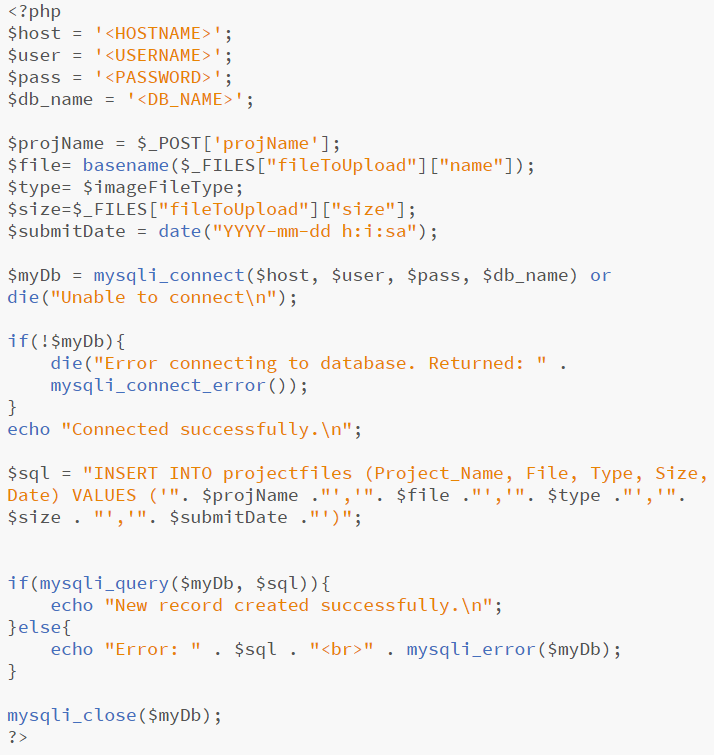 <?php
$host = '<HOSTNAME>';
$user = '<USERNAME>';
$pass = '<PASSWORD>';
$db_name = '<DB_NAME>';

$projName = $_POST['projName'];
$file= basename($_FILES["fileToUpload"]["name"]);
$type= $imageFileType;
$size=$_FILES["fileToUpload"]["size"];
$submitDate = date("YYYY-mm-dd h:i:sa");

$myDb = mysqli_connect($host, $user, $pass, $db_name) or
die("Unable to connect\n");

if(!$myDb){
    die("Error connecting to database. Returned: " .
    mysqli_connect_error());
}
echo "Connected successfully.\n";

$sql = "INSERT INTO projectfiles (Project_Name, File, Type, Size,
Date) VALUES ('". $projName ."','". $file ."','". $type ."','".
$size . "','". $submitDate ."')";


if(mysqli_query($myDb, $sql)){
    echo "New record created successfully.\n";
}else{
    echo "Error: " . $sql . "<br>" . mysqli_error($myDb);
}

mysqli_close($myDb);
?>